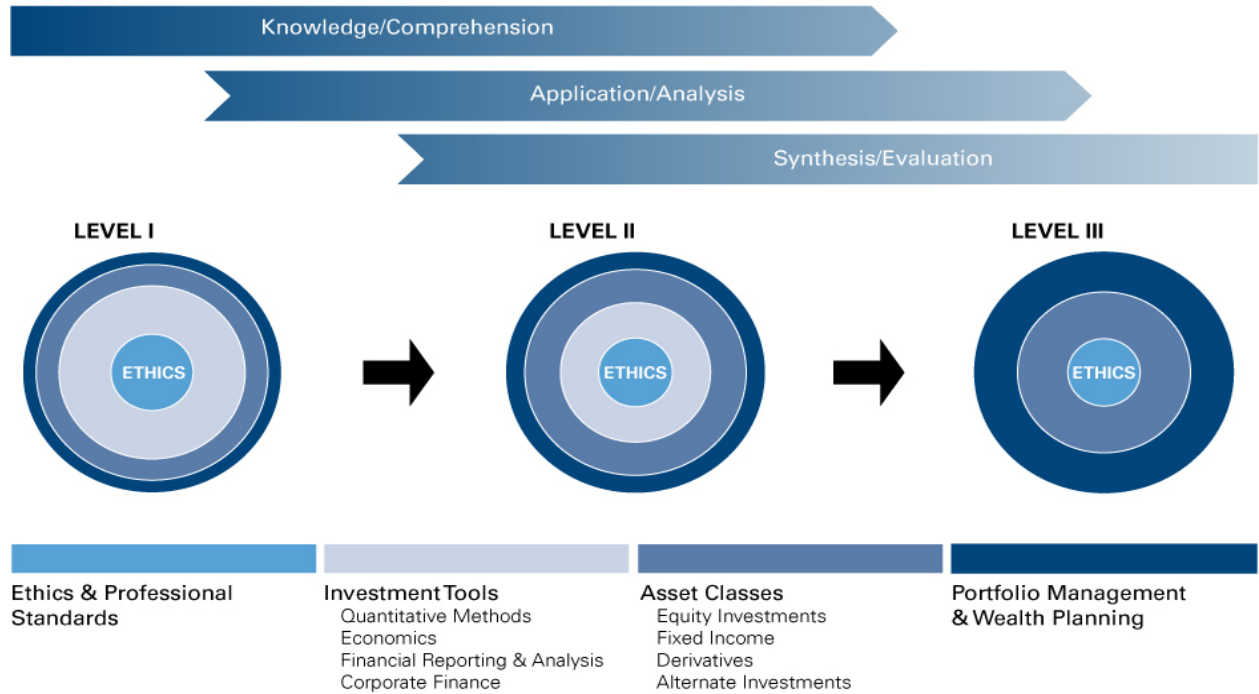 Knowledge/Comprehension
Application/Analysis
Synthesis/Evaluation
LEVEL I
LEVEL II
LEVEL III
ETHICS
ETHICS
ETHICS
Ethics & Professional
Standards
Investment Tools
Quantitative Methods
Economics
Financial Reporting & Analysis
Corporate Finance
Asset Classes
Equity Investments
Fixed Income
Derivatives
Alternate Investments
Portfolio Management
& Wealth Planning